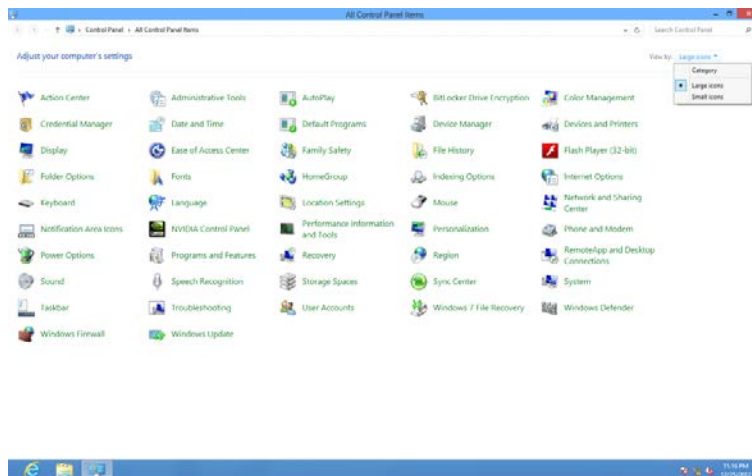 All Control Panel Items
Control Panel › All Control Panel Items
Search Control Panel
Adjust your computer's settings
View by: Large icons
Category
Large icons
Small icons
Action Center
Administrative Tools
AutoPlay
BitLocker Drive Encryption
Color Management
Credential Manager
Date and Time
Default Programs
Device Manager
Devices and Printers
Display
Ease of Access Center
Family Safety
File History
Flash Player (32-bit)
Folder Options
Fonts
HomeGroup
Indexing Options
Internet Options
Keyboard
Language
Location Settings
Mouse
Network and Sharing
Center
Notification Area Icons
NVIDIA Control Panel
Performance Information
and Tools
Personalization
Phone and Modem
Power Options
Programs and Features
Recovery
Region
RemoteApp and Desktop
Connections
Sound
Speech Recognition
Storage Spaces
Sync Center
System
Taskbar
Troubleshooting
User Accounts
Windows 7 File Recovery
Windows Defender
Windows Firewall
Windows Update
11:16 PM